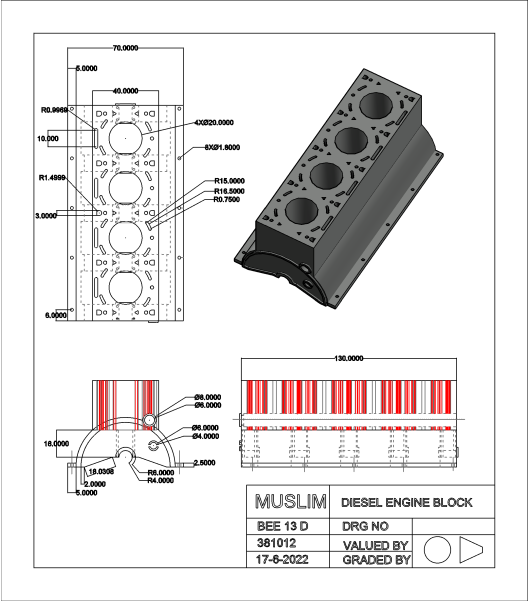 70.0000
5.0000
40.0000
R0.9969
4XØ20.0000
10.000
8XØ1.8000
R1.4999
R15.0000
R16.5000
R0.7500
3.0000
6.0000
130.0000
Ø8.0000
Ø6.0000
Ø6.0000
Ø4.0000
16.0000
2.5000
18.0308
R6.0000
R4.0000
2.0000
5.0000
MUSLIM DIESEL ENGINE BLOCK
BEE 13 D DRG NO
381012 VALUED BY
17-6-2022 GRADED BY